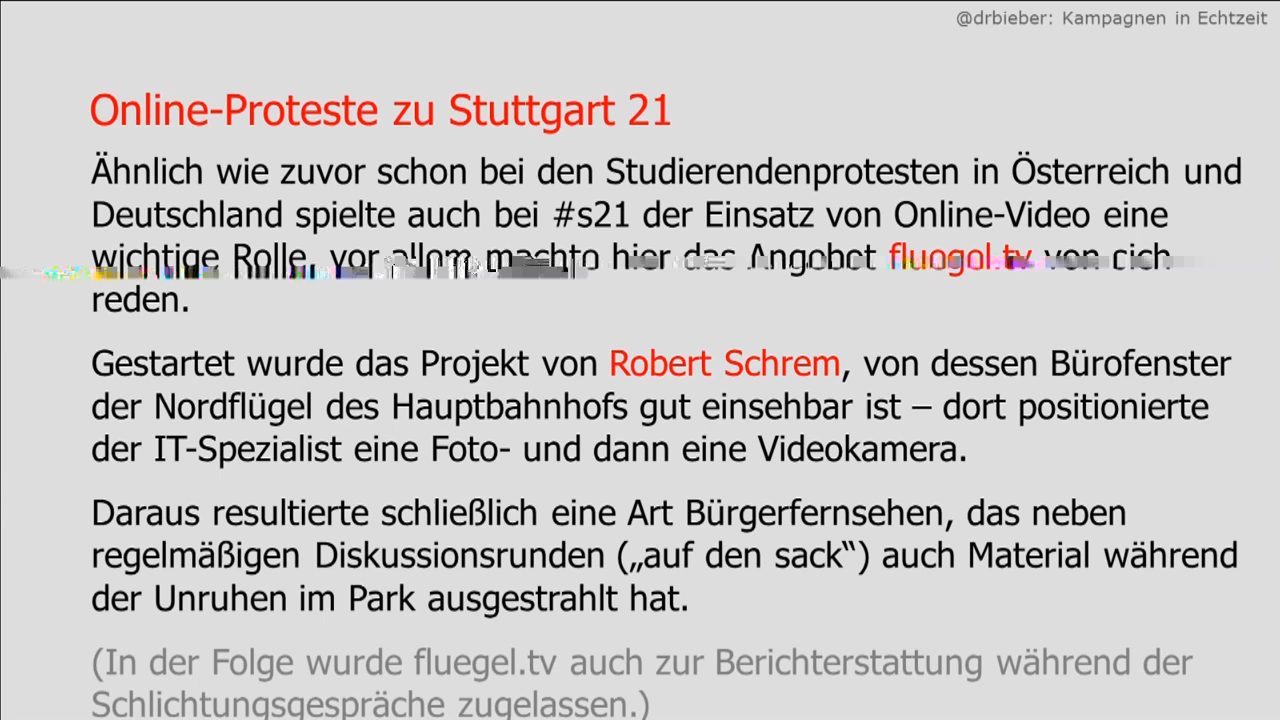 @drbieber: Kampagnen in Echtzeit
Online-Proteste zu Stuttgart 21
Ähnlich wie zuvor schon bei den Studierendenprotesten in Österreich und
Deutschland spielte auch bei #s21 der Einsatz von Online-Video eine
wichtige Rolle, vor allem machte hier das Angebot fluegel.tv von sich
reden.
Gestartet wurde das Projekt von Robert Schrem, von dessen Bürofenster
der Nordflügel des Hauptbahnhofs gut einsehbar ist – dort positionierte
der IT-Spezialist eine Foto- und dann eine Videokamera.
Daraus resultierte schließlich eine Art Bürgerfernsehen, das neben
regelmäßigen Diskussionsrunden („auf den sack“) auch Material während
der Unruhen im Park ausgestrahlt hat.
(In der Folge wurde fluegel.tv auch zur Berichterstattung während der
Schlichtungsgespräche zugelassen.)